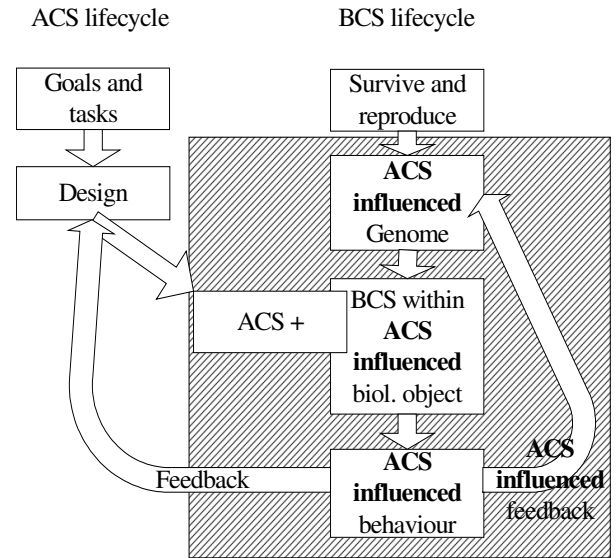 ACS lifecycle
BCS lifecycle
Goals and
tasks
Survive and
reproduce
Design
ACS
influenced
Genome
ACS +
BCS within
ACS
influenced
biol. object
Feedback
ACS
influenced
behaviour
ACS
influenced
feedback